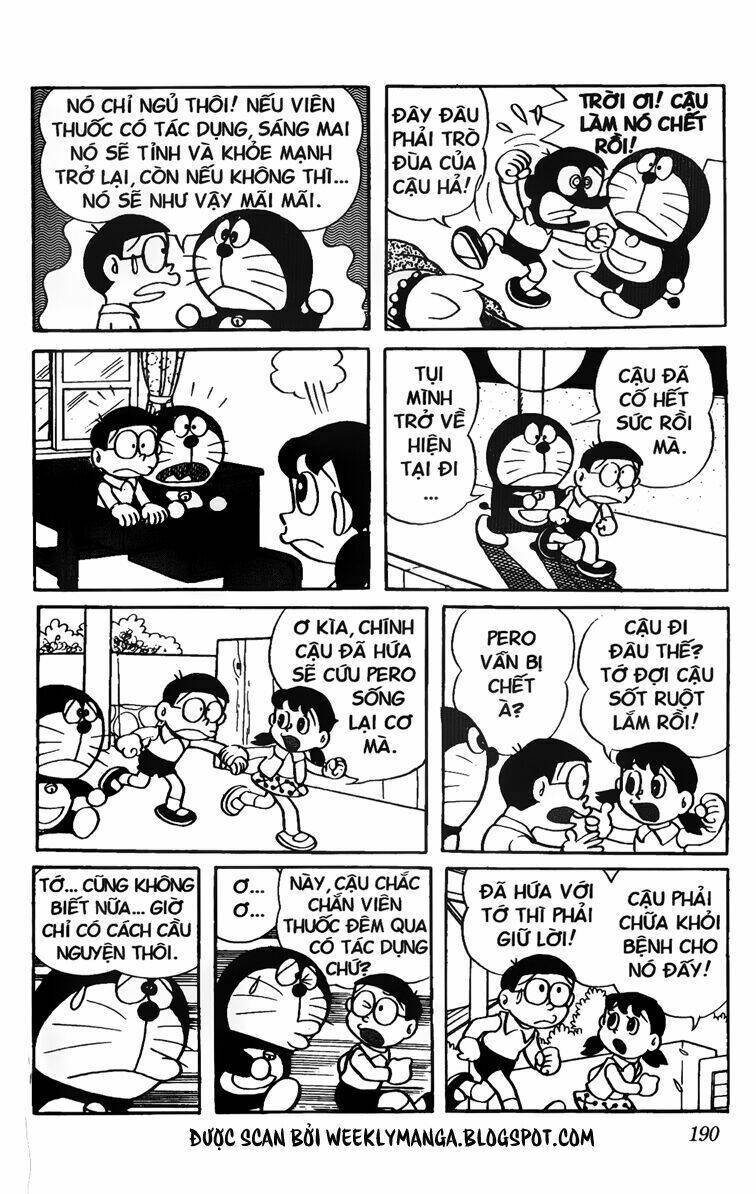 TRỜI ƠI! CẬU
LÀM NÓ CHẾT
RỒI!
ĐÂY ĐÂU
PHẢI TRÒ
ĐÙA CỦA
CẬU HẢ!
NÓ CHỈ NGỦ THÔI! NẾU VIÊN
THUỐC CÓ TÁC DỤNG, SÁNG MAI
NÓ SẼ TỈNH VÀ KHỎE MẠNH
TRỞ LẠI, CÒN NẾU KHÔNG THÌ...
NÓ SẼ NHƯ VẬY MÃI MÃI.
CẬU ĐÃ
CỐ HẾT
SỨC RỒI
MÀ.
TỤI
MÌNH
TRỞ VỀ
HIỆN
TẠI ĐI
...
CẬU ĐI
ĐÂU THẾ?
TỚ ĐỢI CẬU
SỐT RUỘT
LẮM RỒI!
PERO
VẪN BỊ
CHẾT
À?
Ơ KÌA, CHÍNH
CẬU ĐÃ HỨA
SẼ CỨU PERO
SỐNG
LẠI CƠ
MÀ.
CẬU PHẢI
CHỮA KHỎI
BỆNH CHO
NÓ ĐẤY!
ĐÃ HỨA VỚI
TỚ THÌ PHẢI
GIỮ LỜI!
NÀY, CẬU CHẮC
CHẮN VIÊN
THUỐC ĐÊM QUA
CÓ TÁC DỤNG
CHỨ?
Ơ...
Ơ...
TỚ... CŨNG KHÔNG
BIẾT NỮA... GIỜ
CHỈ CÓ CÁCH CẦU
NGUYỆN THÔI.
ĐƯỢC SCAN BỞI WEEKLYMANGA.BLOGSPOT.COM
190